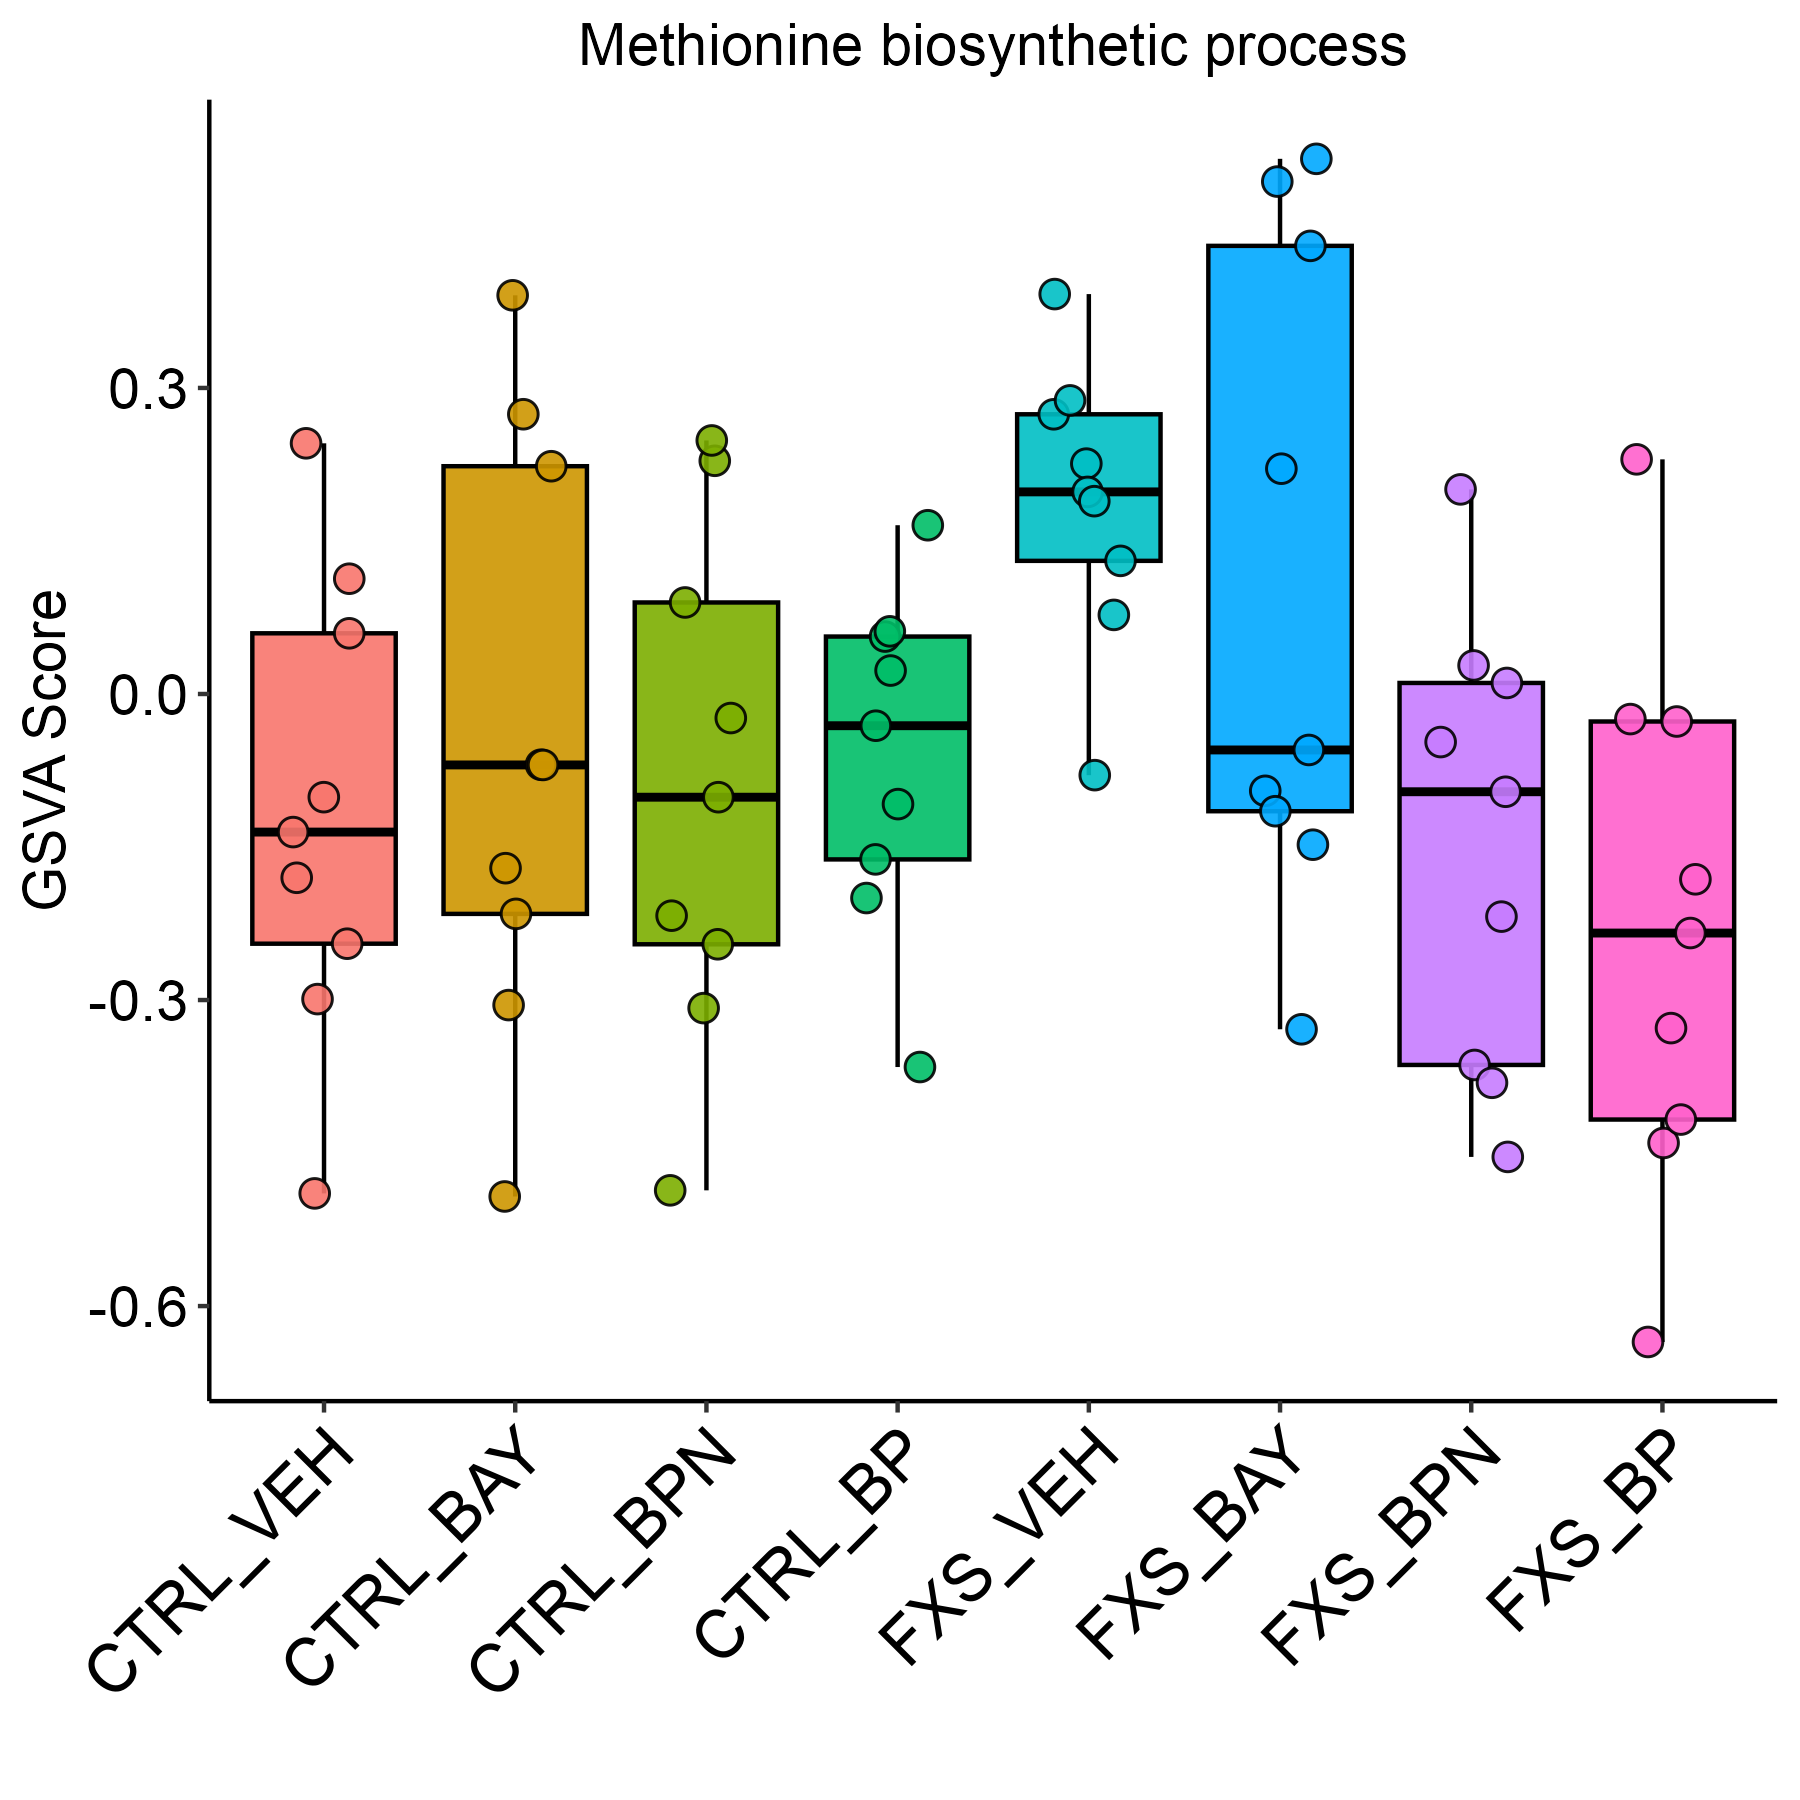 Methionine biosynthetic process
GSVA Score
0.3
0.0
-0.3
-0.6
CTRL_VEH
CTRL_BAY
CTRL_BPN
CTRL_BP
FXS_VEH
FXS_BAY
FXS_BPN
FXS_BP